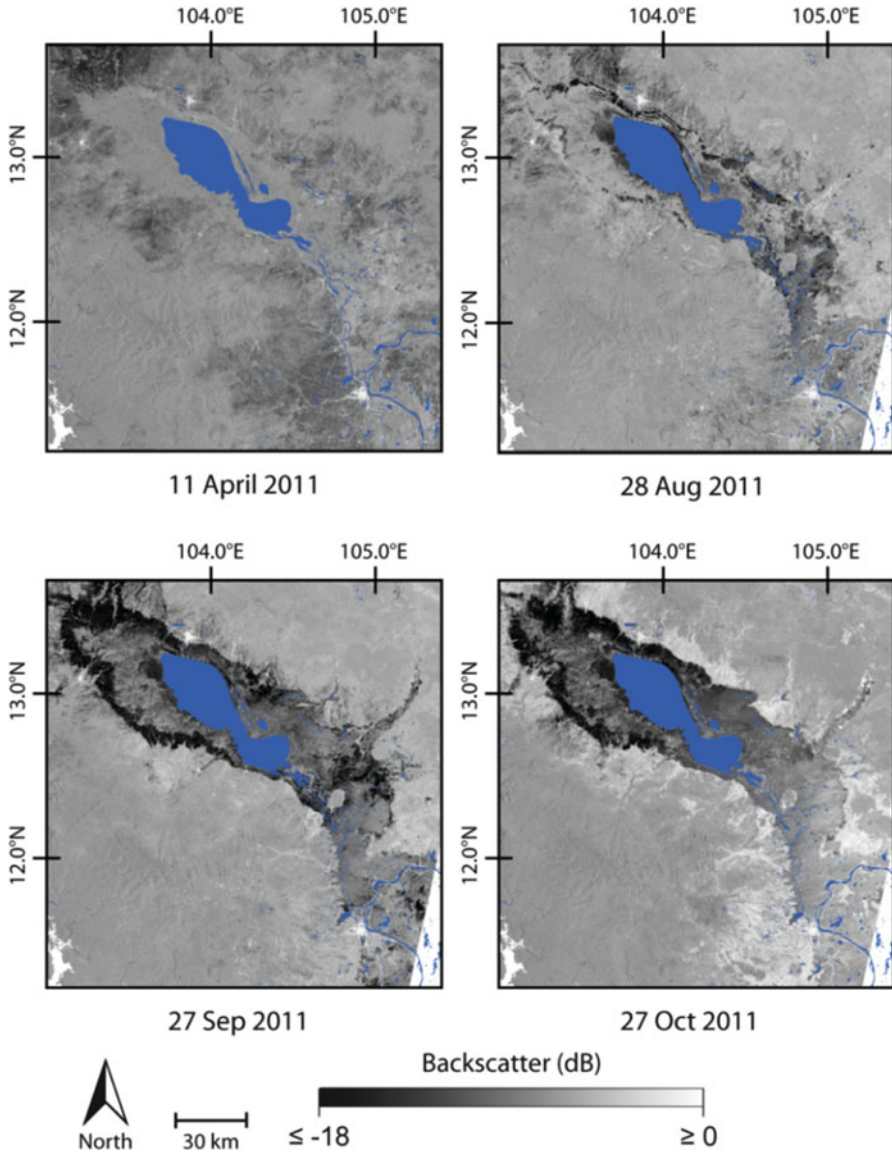 104.0°E 105.0°E 104.0°E 105.0°E
13.0°N 13.0°N
12.0°N 12.0°N
11 April 2011 28 Aug 2011
104.0°E 105.0°E 104.0°E 105.0°E
13.0°N 13.0°N
12.0°N 12.0°N
27 Sep 2011 27 Oct 2011
Backscatter (dB)
North 30 km ≤ -18 ≥ 0